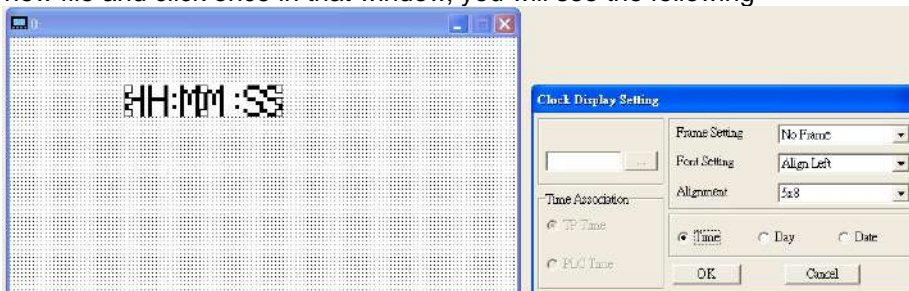 new file and click once in that window, you will see the following
0:
HH:MM :SS
Clock Display Setting
Frame Setting
No Frame
...
Font Setting
Align Left
Alignment
5x8
Time Association
TP Time
PLC Time
Time
Day
Date
OK
Cancel